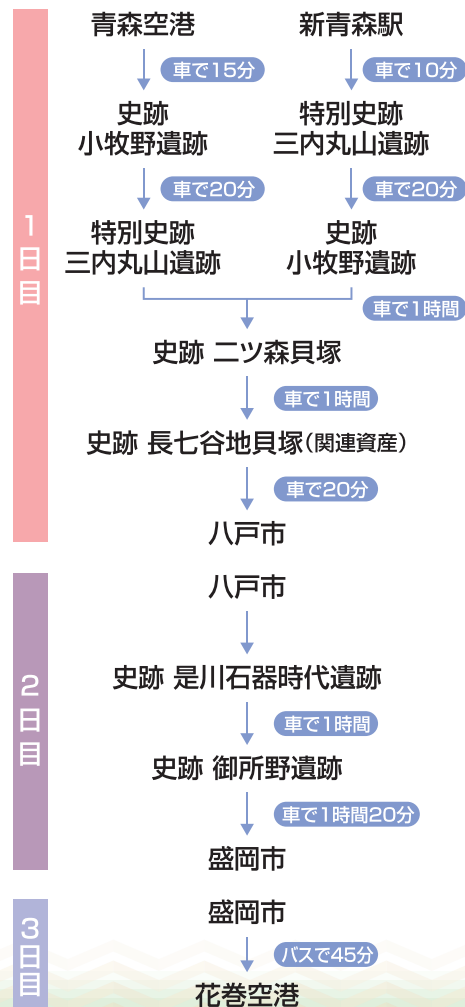 1日目
青森空港
車で15分
史跡
小牧野遺跡
車で20分
特別史跡
三内丸山遺跡
新青森駅
車で10分
特別史跡
三内丸山遺跡
車で20分
史跡
小牧野遺跡
車で1時間
史跡 二ツ森貝塚
車で1時間
史跡 長七谷地貝塚(関連資産)
車で20分
八戸市
2日目
八戸市
史跡 是川石器時代遺跡
車で1時間
史跡 御所野遺跡
車で1時間20分
盛岡市
3日目
盛岡市
バスで45分
花巻空港